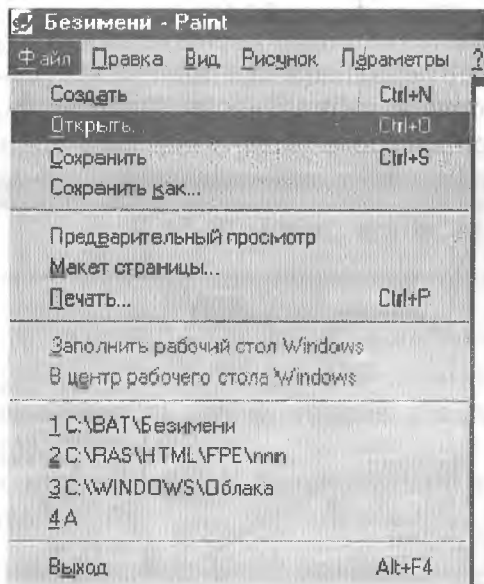 Безимени - Paint
Файл Правка Вид Рисунок Параметры ?
Создать Ctrl+N
Открыть... Ctrl+O
Сохранить Ctrl+S
Сохранить как...
Предварительный просмотр
Макет страницы...
Печать... Ctrl+P
Заполнить рабочий стол Windows
В центр рабочего стола Windows
1 C:\BAT\Безимени
2 C:\RAS\HTML\FPE\nnn
3 C:\WINDOWS\Облака
4 A
Выход Alt+F4